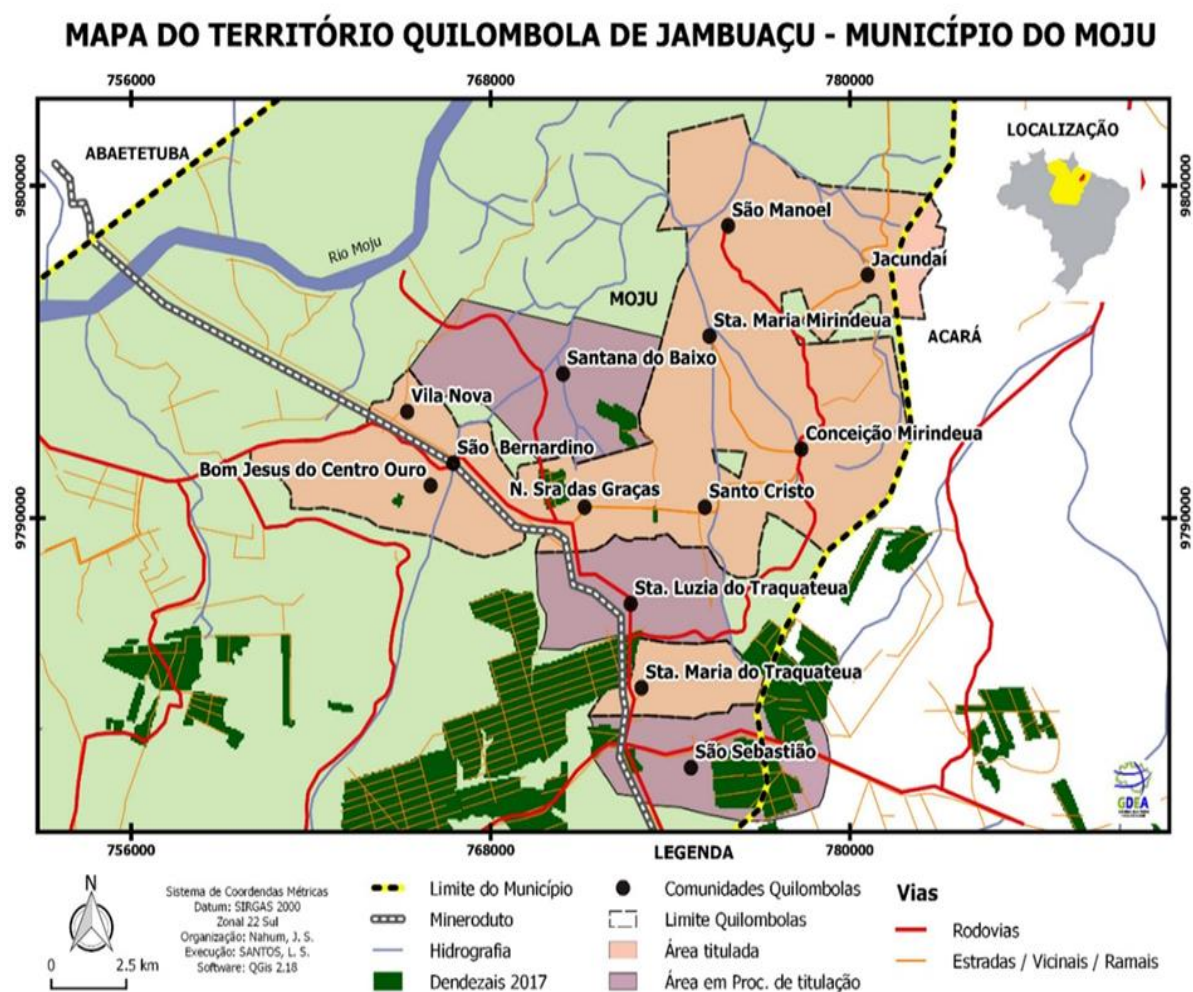 MAPA DO TERRITÓRIO QUILOMBOLA DE JAMBUAÇU - MUNICÍPIO DO MOJU
756000
768000
780000
ABAETETUBA
LOCALIZAÇÃO
9800000
9800000
São Manoel
Rio Moju
Jacundaí
MOJU
Sta. Maria Mirindeua
ACARÁ
Santana do Baixo
Vila Nova
Conceição Mirindeua
São Bernardino
Bom Jesus do Centro Ouro
N. Sra das Graças
Santo Cristo
9790000
9790000
Sta. Luzia do Traquateua
Sta. Maria do Traquateua
São Sebastião
GDEA
756000
768000
780000
LEGENDA
N
0
2.5 km
Sistema de Coordendas Métricas
Datum: SIRGAS 2000
Zonal 22 Sul
Organização: Nahum, J. S.
Execução: SANTOS, L. S.
Software: QGis 2.18
Limite do Município
Mineroduto
Hidrografia
Dendezais 2017
Comunidades Quilombolas
Limite Quilombolas
Área titulada
Área em Proc. de titulação
Vias
Rodovias
Estradas / Vicinais / Ramais